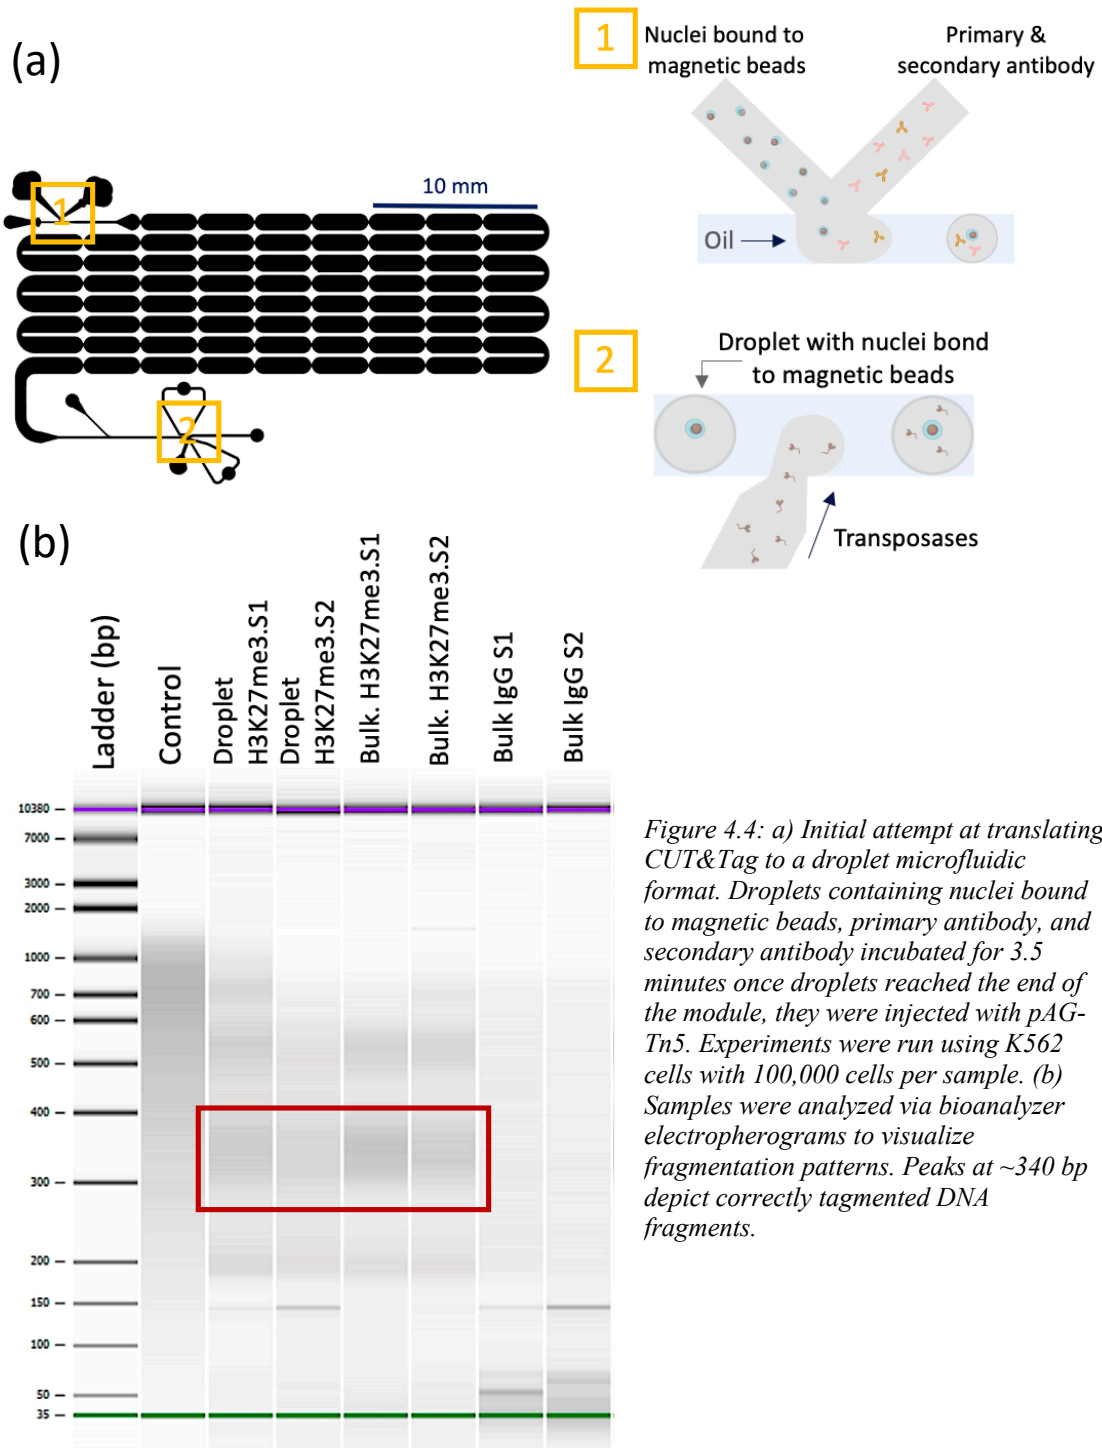 (a)
1
10 mm
2
1
Nuclei bound to
magnetic beads
Primary &
secondary antibody
Oil
2
Droplet with nuclei bond
to magnetic beads
Transposases
(b)
Ladder (bp)
Control
Droplet
H3K27me3.S1
Droplet
H3K27me3.S2
Bulk. H3K27me3.S1
Bulk. H3K27me3.S2
Bulk IgG S1
Bulk IgG S2
10380
7000
3000
2000
1000
700
600
500
400
300
200
150
100
50
35
Figure 4.4: a) Initial attempt at translating
CUT&Tag to a droplet microfluidic
format. Droplets containing nuclei bound
to magnetic beads, primary antibody, and
secondary antibody incubated for 3.5
minutes once droplets reached the end of
the module, they were injected with pAG-
Tn5. Experiments were run using K562
cells with 100,000 cells per sample. (b)
Samples were analyzed via bioanalyzer
electropherograms to visualize
fragmentation patterns. Peaks at ~340 bp
depict correctly tagmented DNA
fragments.